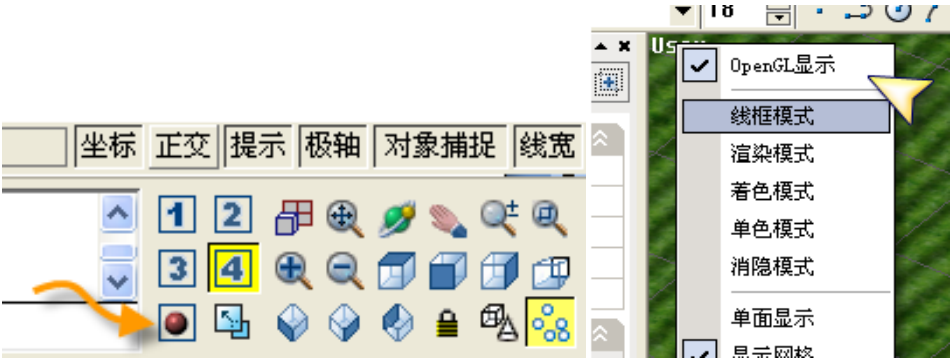 18
User
OpenGL显示
线框模式
渲染模式
着色模式
单色模式
消隐模式
单面显示
显示网格
坐标 正交 提示 极轴 对象捕捉 线宽
1 2
3 4